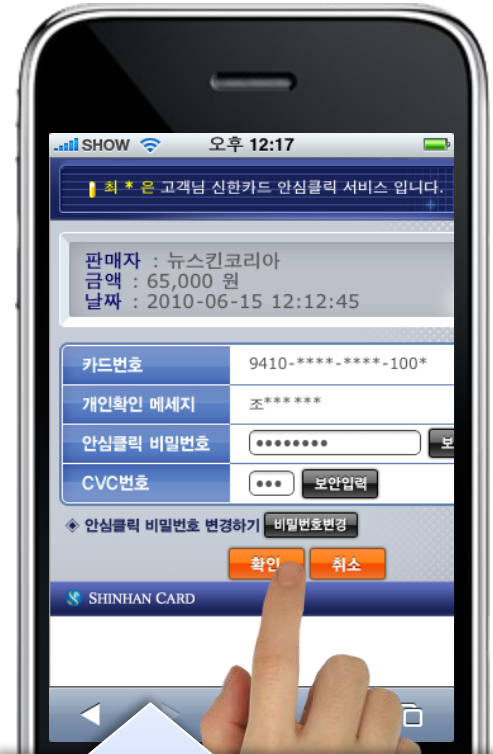 SHOW 오후 12:17
최 * 은 고객님 신한카드 안심클릭 서비스 입니다.
판매자 : 뉴스킨코리아
금액 : 65,000 원
날짜 : 2010-06-15 12:12:45
카드번호 9410-****-****-100*
개인확인 메세지 조******
안심클릭 비밀번호 ●●●●●●●● 보
CVC번호 ●●● 보안입력
◈ 안심클릭 비밀번호 변경하기 비밀번호변경
확인 취소
SHINHAN CARD